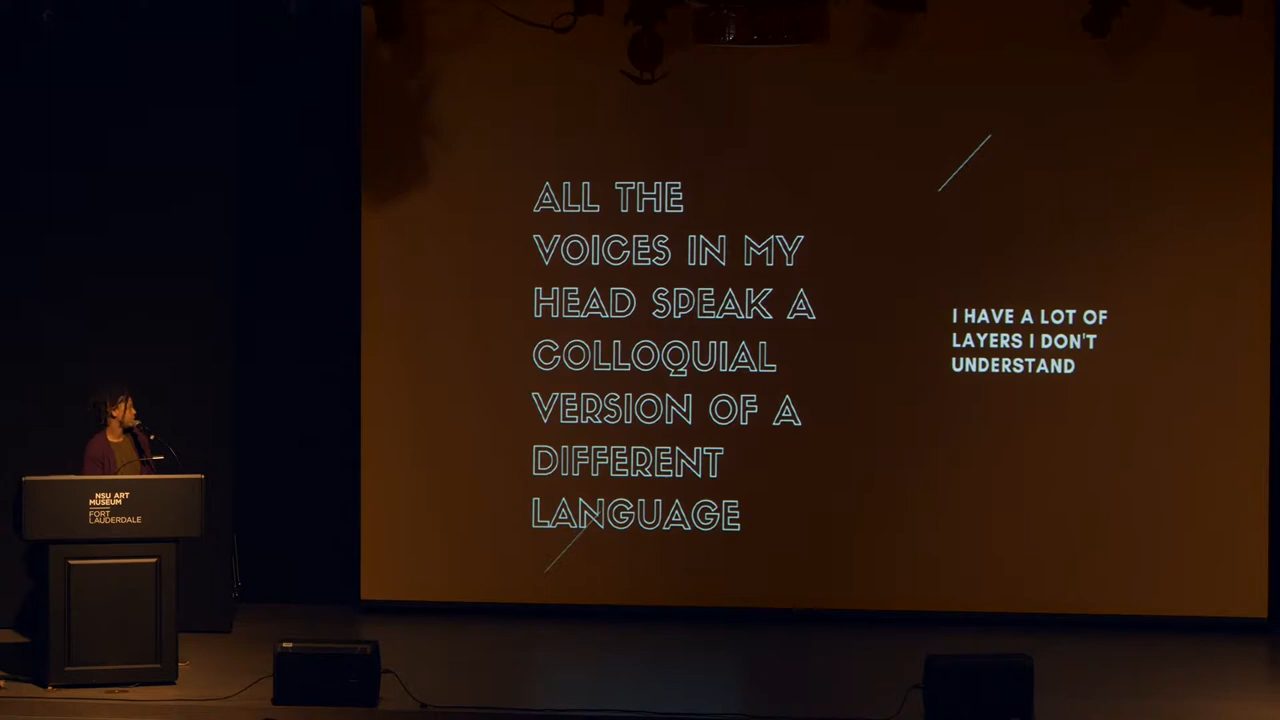 ALL THE
VOICES IN MY
HEAD SPEAK A
COLLOQUIAL
VERSION OF A
DIFFERENT
LANGUAGE
I HAVE A LOT OF
LAYERS I DON'T
UNDERSTAND
NSU ART
MUSEUM
FORT
LAUDERDALE